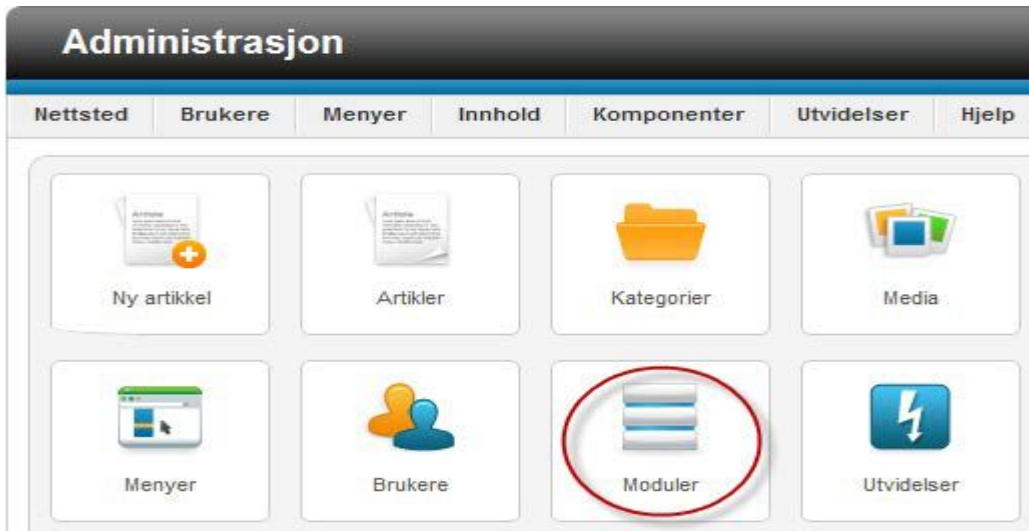 Administrasjon
Nettsted Brukere Menyer Innhold Komponenter Utvidelser Hjelp
Ny artikkel Artikler Kategorier Media
Menyer Brukere Moduler Utvidelser